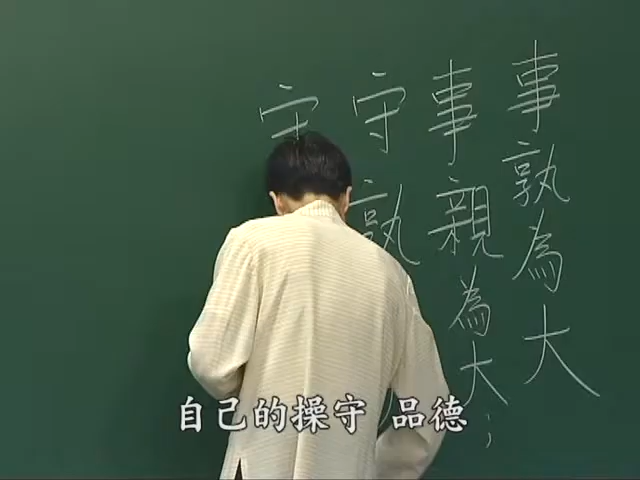 事孰為大
事親為大；
守孰
守
自己的操守 品德